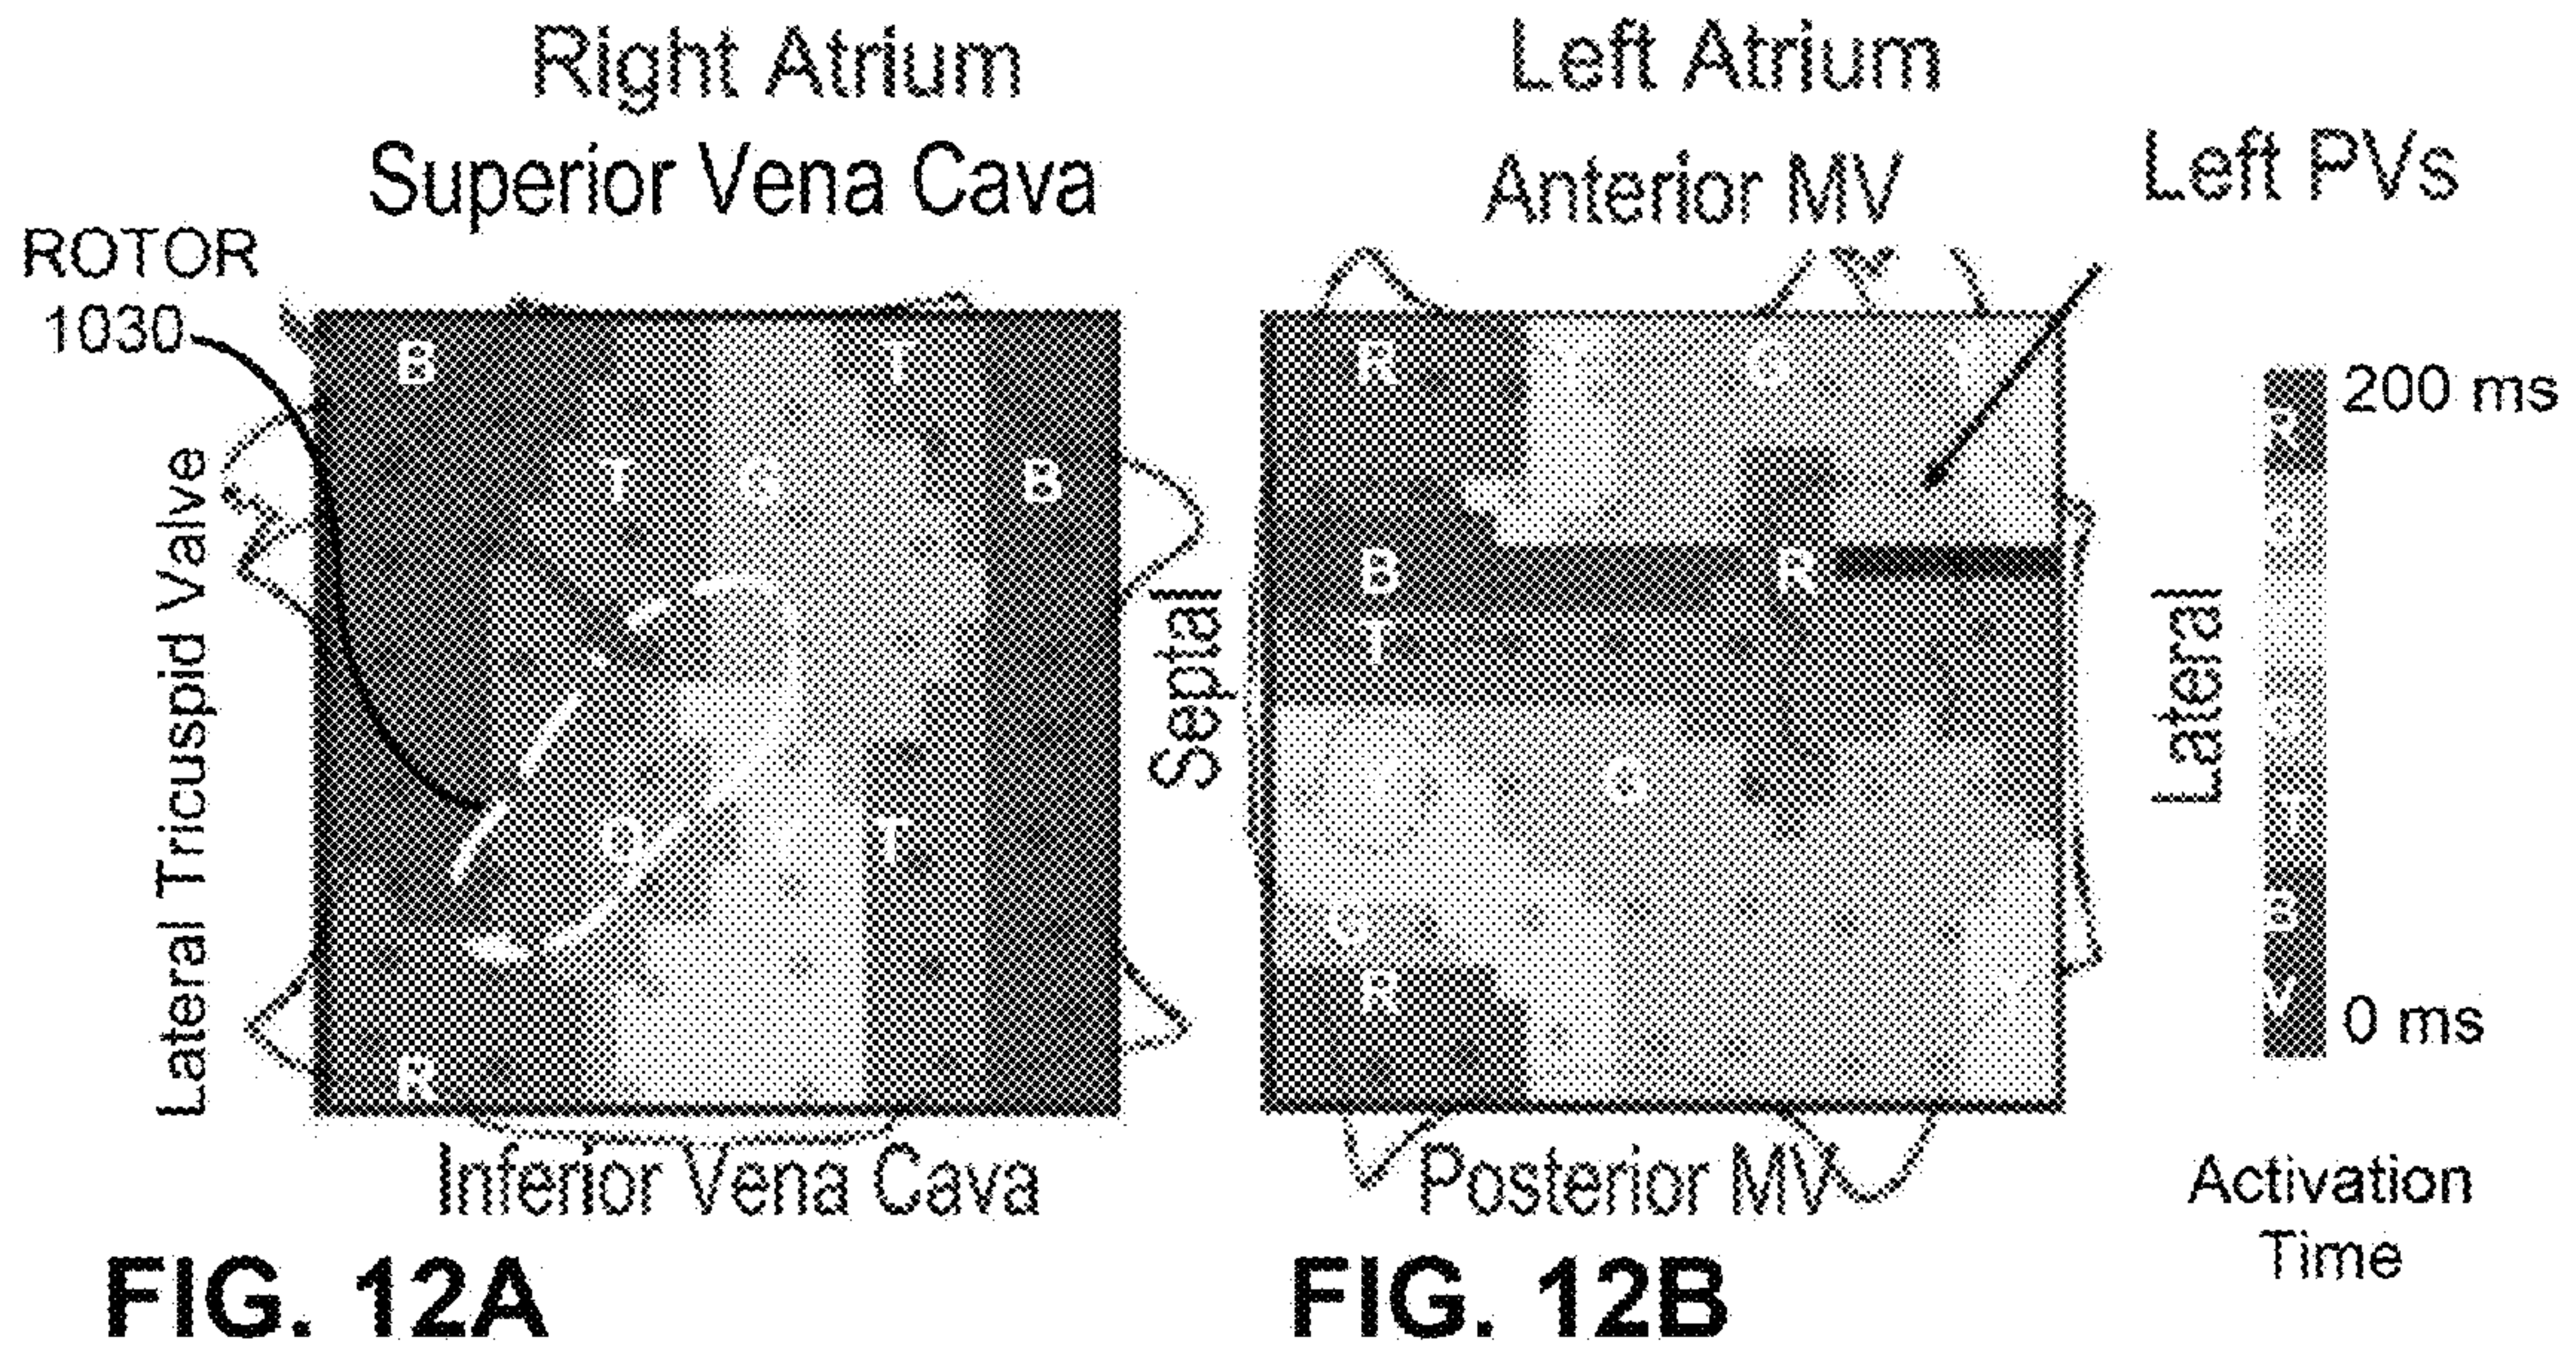 Right Atrium
Superior Vena Cava
ROTOR
1030
Lateral Tricuspid Valve
B
T
T
G
B
T
R
Inferior Vena Cava
FIG. 12A
Left Atrium
Anterior MV
Left PVs
Septal
Lateral
R
Y
G
Y
B
R
T
Y
G
G
R
Posterior MV
FIG. 12B
200 ms
R
G
T
B
V
0 ms
Activation
Time